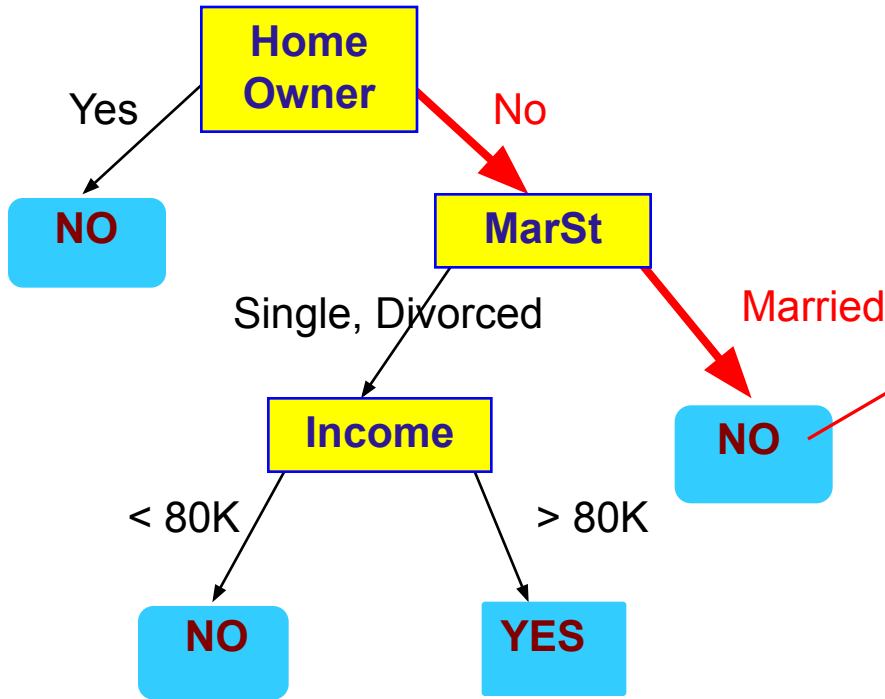 Home
Owner
Yes
No
NO
MarSt
Single, Divorced
Married
Income
NO
< 80K
> 80K
NO
YES